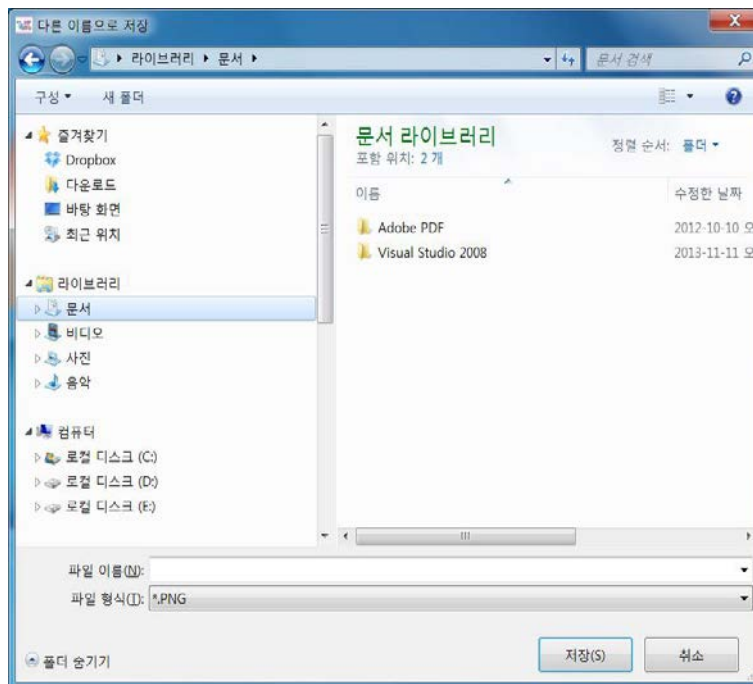 다른 이름으로 저장
라이브러리 문서
문서 검색
구성 새 폴더
즐겨찾기
Dropbox
다운로드
바탕 화면
최근 위치
라이브러리
문서
비디오
사진
음악
컴퓨터
로컬 디스크 (C:)
로컬 디스크 (D:)
로컬 디스크 (E:)
문서 라이브러리
포함 위치: 2 개
정렬 순서: 폴더
이름 수정한 날짜
Adobe PDF 2012-10-10 오
Visual Studio 2008 2013-11-11 오
파일 이름(N):
파일 형식(T): *.PNG
폴더 숨기기
저장(S) 취소